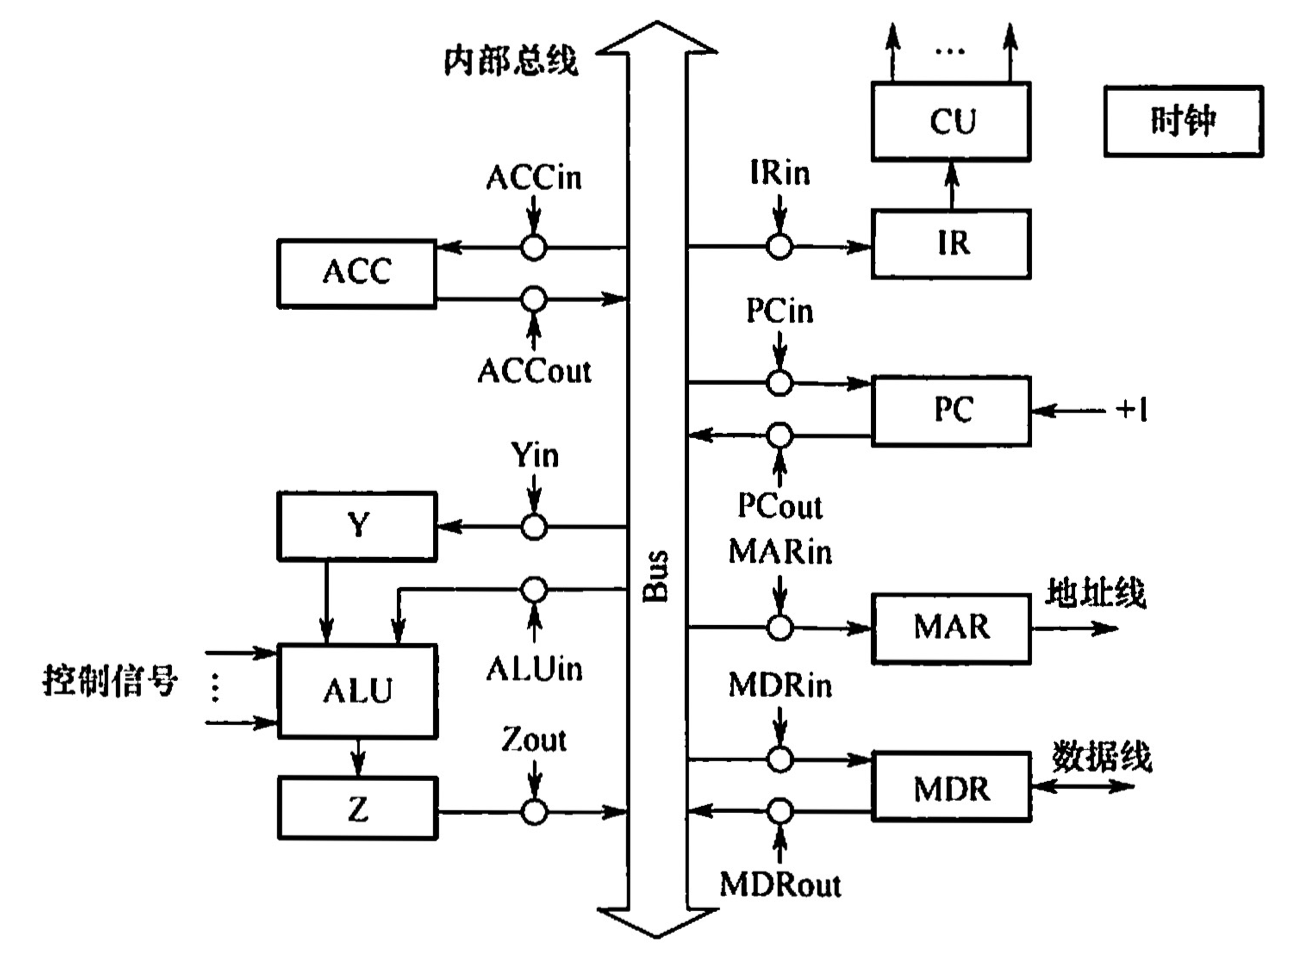 内部总线
...
CU
时钟
ACCin
IRin
ACC
IR
PCin
ACCout
PC
+1
Yin
PCout
Y
MARin
Bus
地址线
MAR
控制信号
ALU
ALUin
MDRin
Zout
数据线
MDR
Z
MDRout